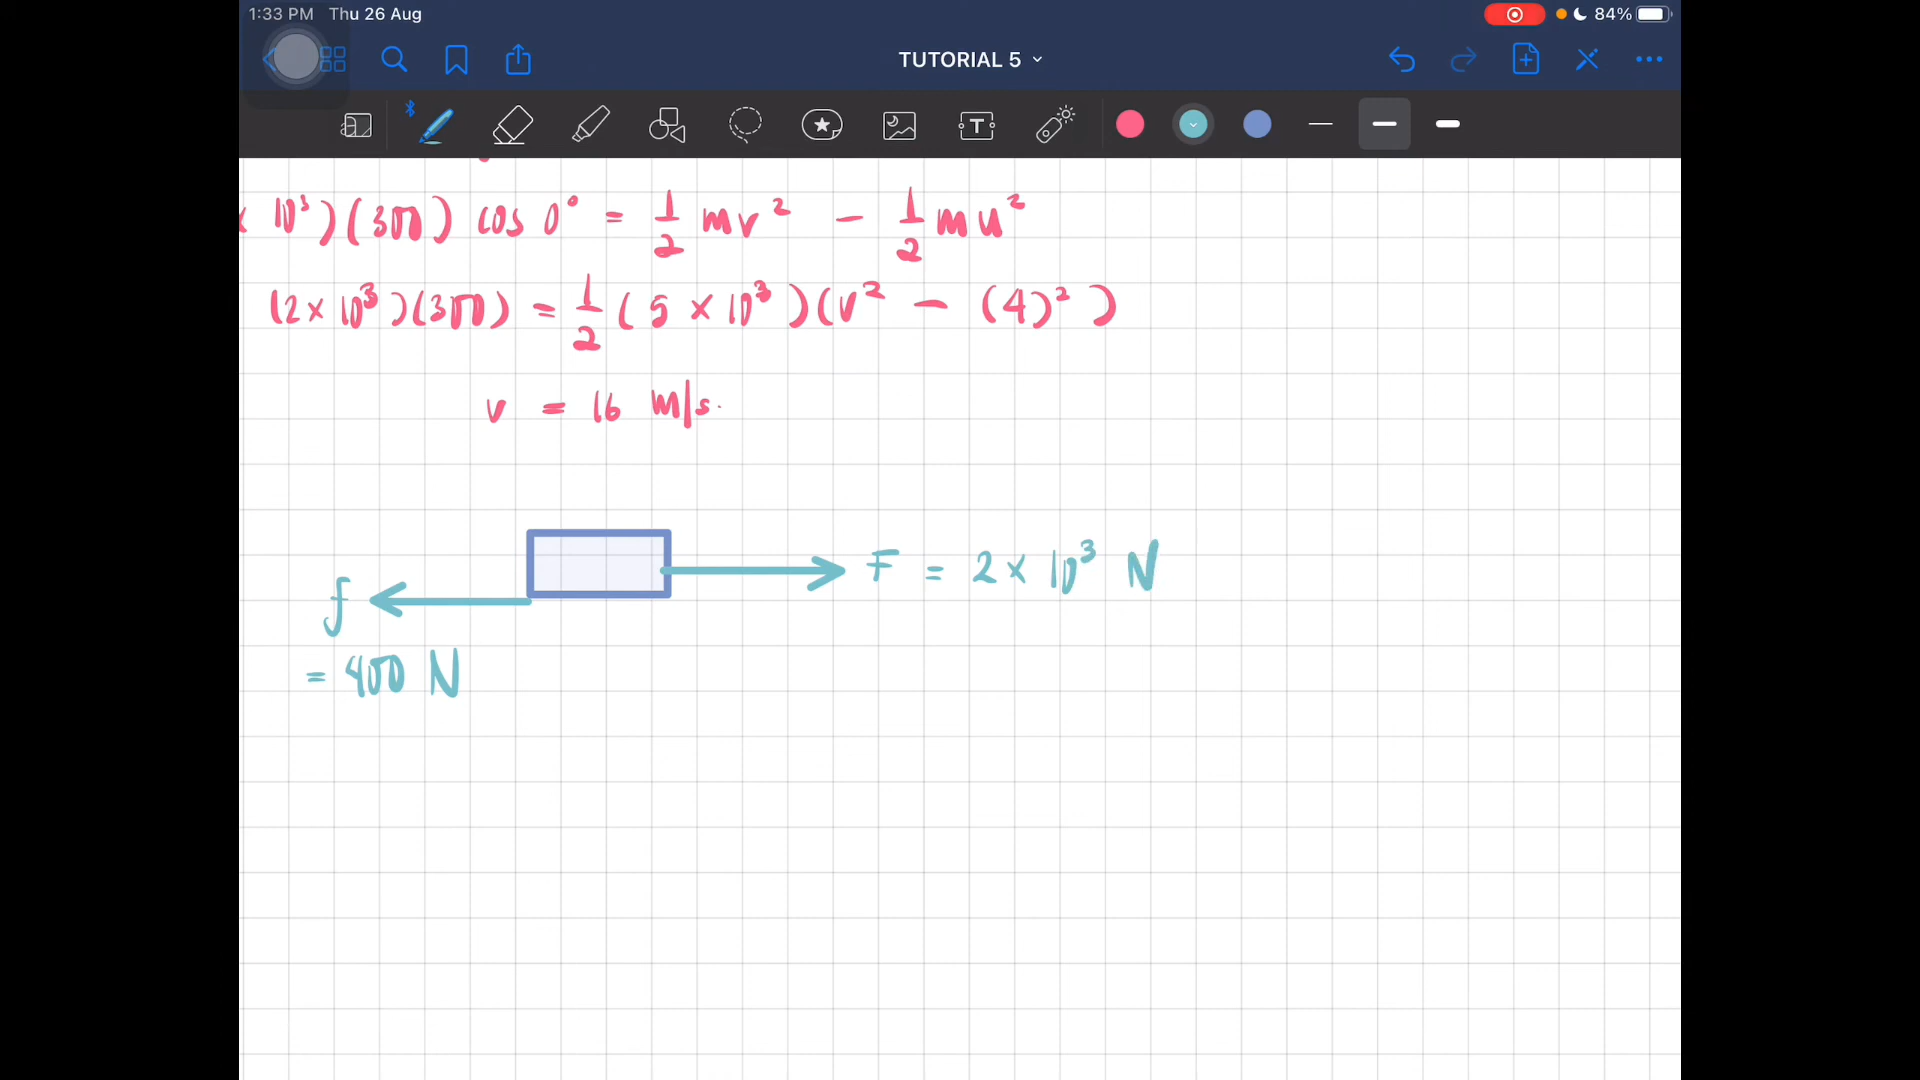 1:33 PM Thu 26 Aug
84%
TUTORIAL 5
× 10³)(300) cos 0° = 1/2 mv² − 1/2 mu²
(2 × 10³)(300) = 1/2 (5 × 10³)(v² − (4)²)
v = 16 m/s.
F = 2 × 10³ N
f
= 400 N